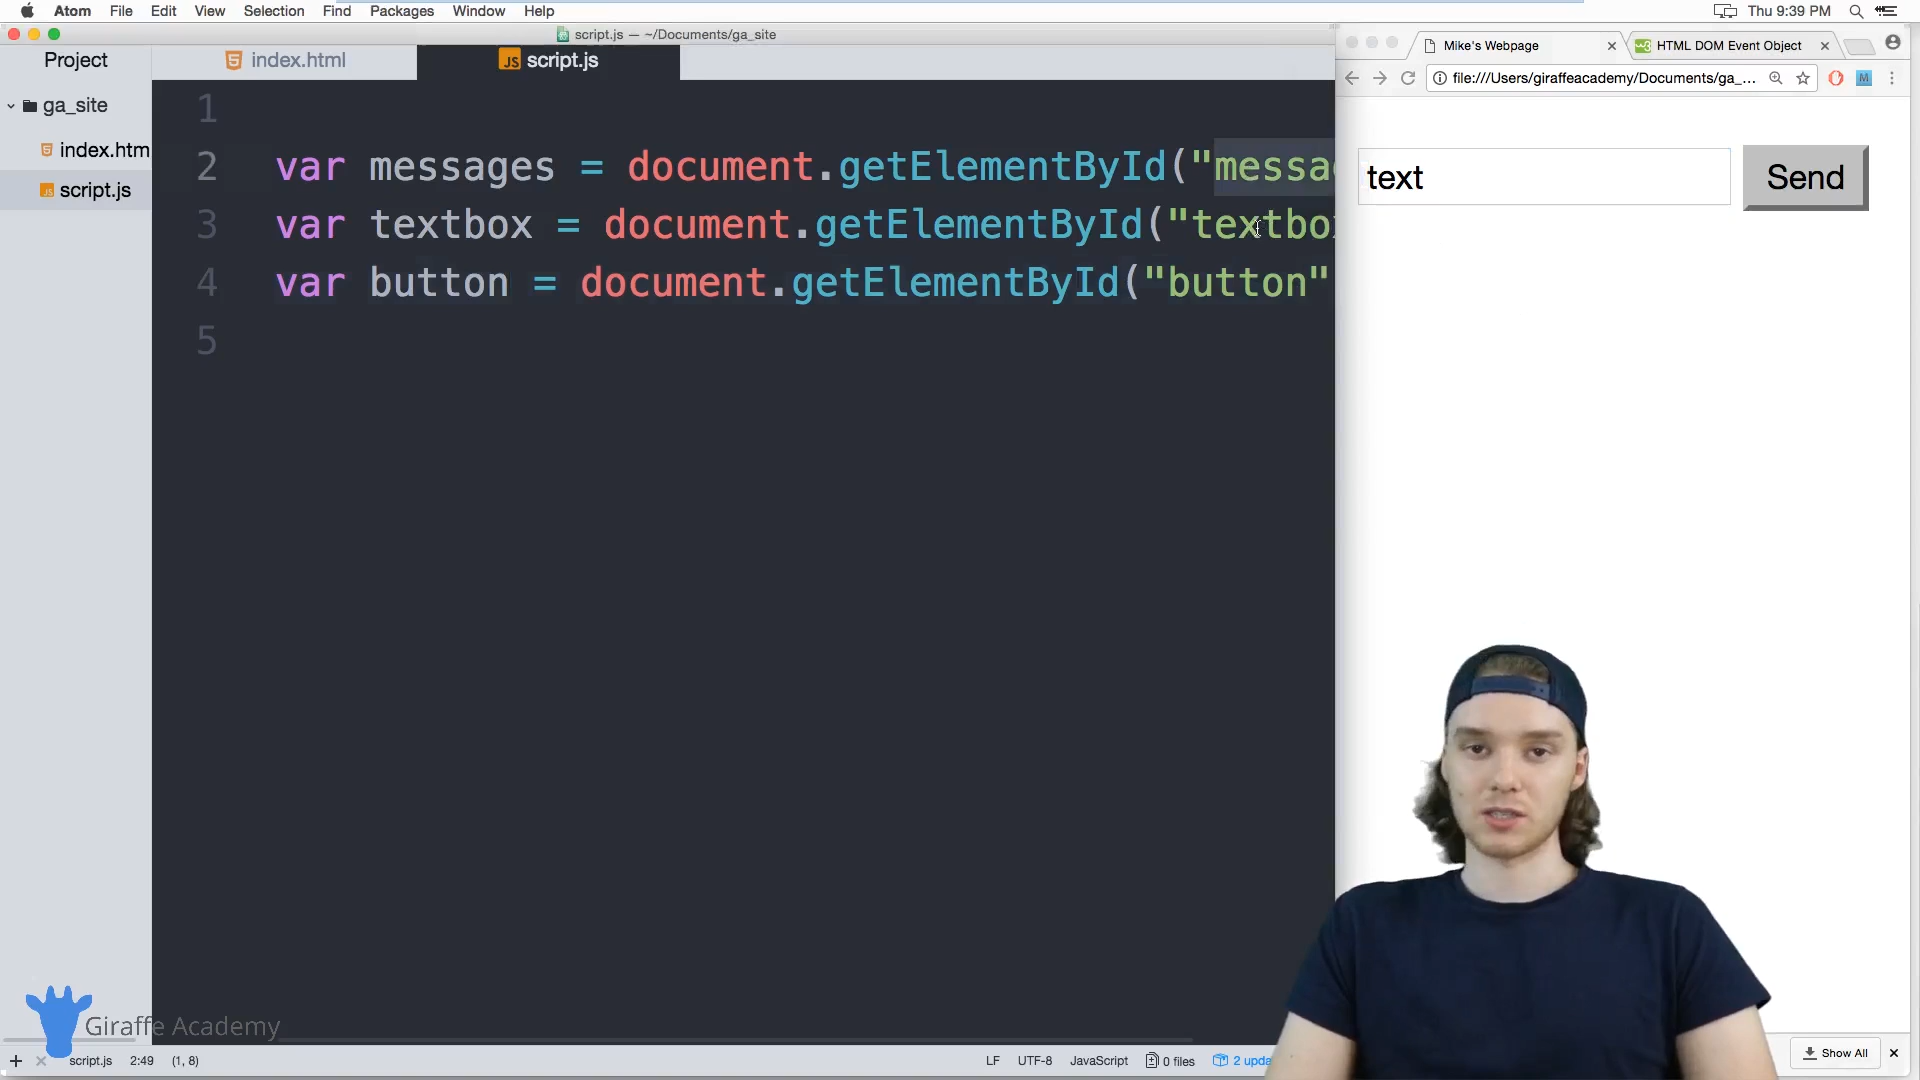 Atom File Edit View Selection Find Packages Window Help Thu 9:39 PM
script.js — ~/Documents/ga_site
Mike's Webpage HTML DOM Event Object
Project
index.html
script.js
file:///Users/giraffeacademy/Documents/ga_...
ga_site
index.htm
script.js
1
2 var messages = document.getElementById("messag
3 var textbox = document.getElementById("textbox
4 var button = document.getElementById("button"
5
text Send
Giraffe Academy
script.js 2:49 (1, 8) LF UTF-8 JavaScript 0 files 2 upda
Show All